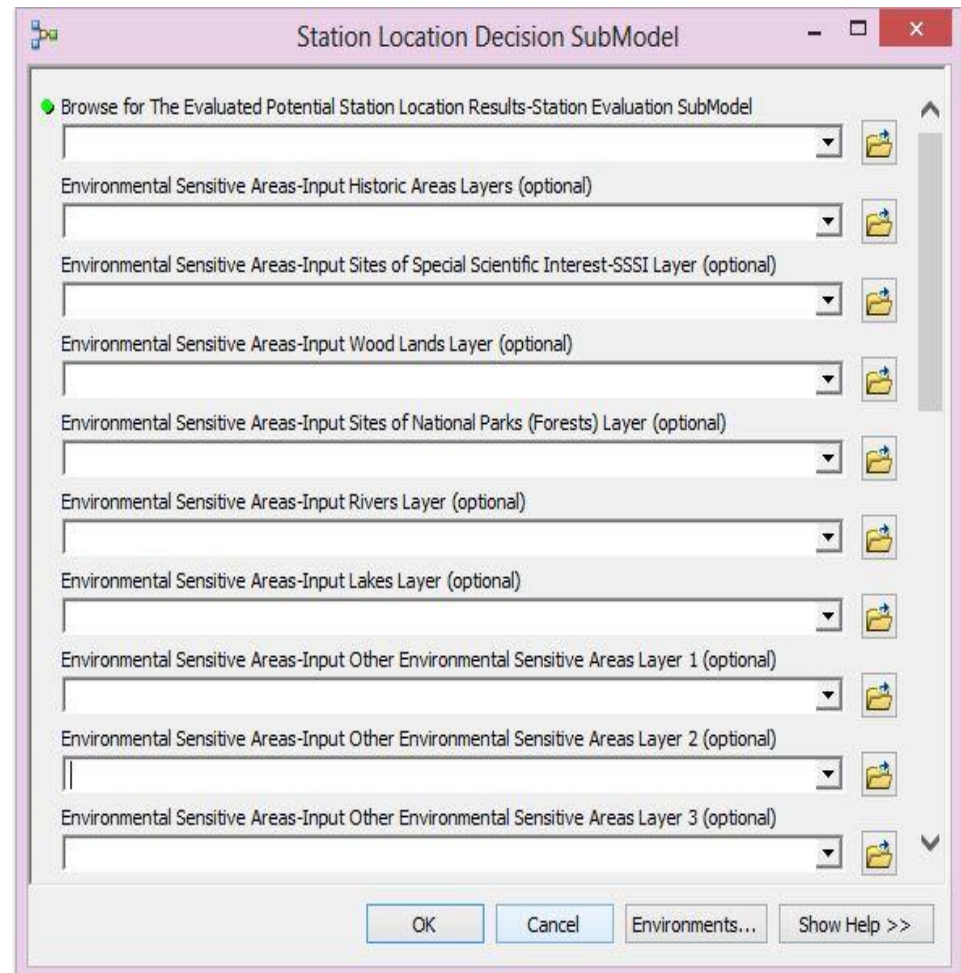 Station Location Decision SubModel
Browse for The Evaluated Potential Station Location Results-Station Evaluation SubModel
Environmental Sensitive Areas-Input Historic Areas Layers (optional)
Environmental Sensitive Areas-Input Sites of Special Scientific Interest-SSSI Layer (optional)
Environmental Sensitive Areas-Input Wood Lands Layer (optional)
Environmental Sensitive Areas-Input Sites of National Parks (Forests) Layer (optional)
Environmental Sensitive Areas-Input Rivers Layer (optional)
Environmental Sensitive Areas-Input Lakes Layer (optional)
Environmental Sensitive Areas-Input Other Environmental Sensitive Areas Layer 1 (optional)
Environmental Sensitive Areas-Input Other Environmental Sensitive Areas Layer 2 (optional)
Environmental Sensitive Areas-Input Other Environmental Sensitive Areas Layer 3 (optional)
OK Cancel Environments... Show Help >>